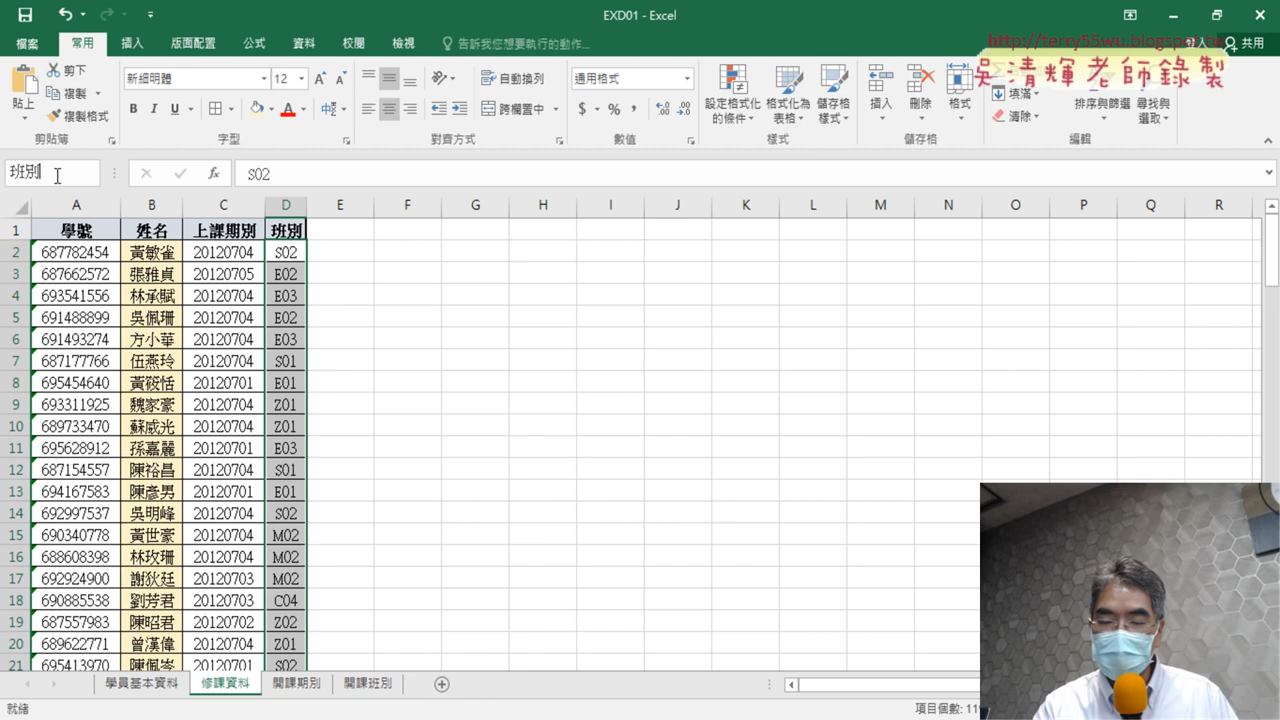 EXD01 - Excel
檔案 常用 插入 版面配置 公式 資料 校閱 檢視 告訴我您想要執行的動作... 共用
http://terry55wu.blogspot.tw
吳清輝老師錄製
剪下 新細明體 12 自動換列 通用格式
貼上 複製 跨欄置中 設定格式化的條件 格式化為表格 儲存格樣式 插入 刪除 格式 填滿 排序與篩選 尋找與選取
複製格式 清除
剪貼簿 字型 對齊方式 數值 樣式 儲存格 編輯
班別 S02
A B C D E F G H I J K L M N O P Q R
1 學號 姓名 上課期別 班別
2 687782454 黃敏雀 20120704 S02
3 687662572 張雅貞 20120705 E02
4 693541556 林承賦 20120704 E03
5 691488899 吳佩珊 20120704 E02
6 691493274 方小華 20120704 E03
7 687177766 伍燕玲 20120704 S01
8 695454640 黃筱恬 20120701 E01
9 693311925 魏家豪 20120704 Z01
10 689733470 蘇威光 20120704 Z01
11 695628912 孫嘉麗 20120701 E03
12 687154557 陳裕昌 20120704 S01
13 694167583 陳彥男 20120701 E01
14 692997537 吳明峰 20120704 S02
15 690340778 黃世豪 20120704 M02
16 688608398 林玫珊 20120704 M02
17 692924900 謝狄廷 20120703 M02
18 690885538 劉芳君 20120703 C04
19 687557983 陳昭君 20120702 Z02
20 689622771 曾漢偉 20120704 Z01
21 695413970 陳佩岑 20120701 S02
學員基本資料 修課資料 開課期別 開課班別
就緒 項目個數: